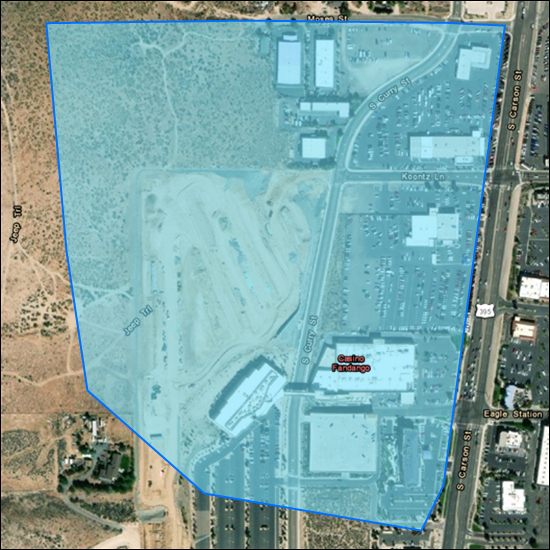 Moses St
S Carson St
S Curry St
Koontz Ln
Jeep Trl
Jeep Trl
395
S Curry St
Casino
Fandango
Eagle Station
S Carson St